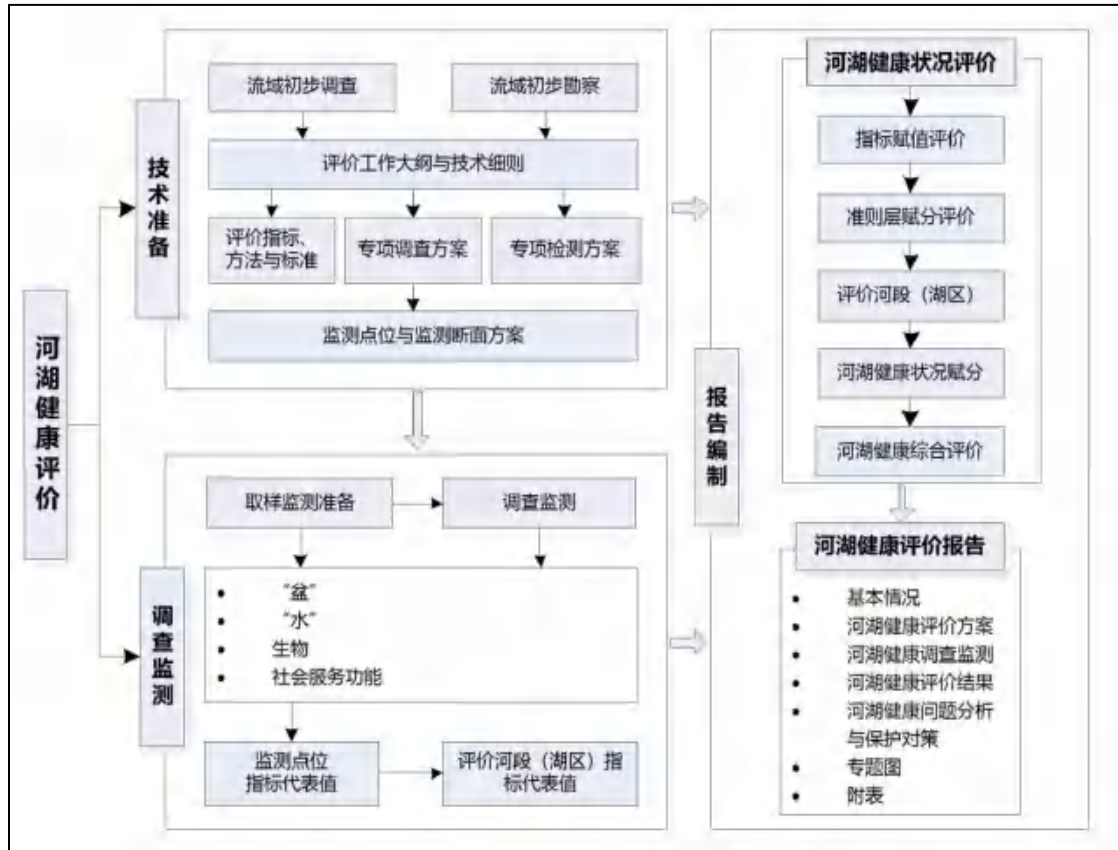 河湖健康评价
技术准备
流域初步调查
流域初步勘察
评价工作大纲与技术细则
评价指标、
方法与标准
专项调查方案
专项检测方案
监测点位与监测断面方案
调查监测
取样监测准备
调查监测
• “盆”
• “水”
• 生物
• 社会服务功能
监测点位
指标代表值
评价河段（湖区）指
标代表值
报告编制
河湖健康状况评价
指标赋值评价
准则层赋分评价
评价河段（湖区）
河湖健康状况赋分
河湖健康综合评价
河湖健康评价报告
• 基本情况
• 河湖健康评价方案
• 河湖健康调查监测
• 河湖健康评价结果
• 河湖健康问题分析
与保护对策
• 专题图
• 附表